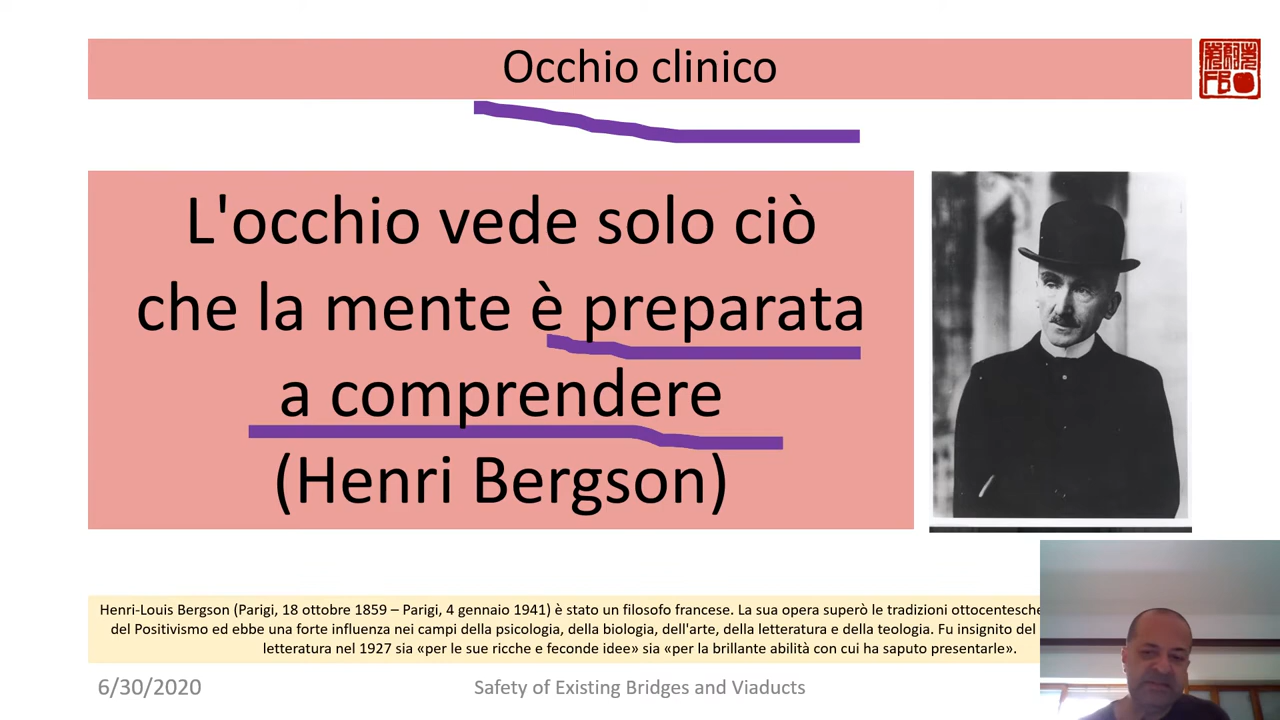 Occhio clinico
L'occhio vede solo ciò
che la mente è preparata
a comprendere
(Henri Bergson)
Henri-Louis Bergson (Parigi, 18 ottobre 1859 – Parigi, 4 gennaio 1941) è stato un filosofo francese. La sua opera superò le tradizioni ottocentesche
del Positivismo ed ebbe una forte influenza nei campi della psicologia, della biologia, dell'arte, della letteratura e della teologia. Fu insignito del
letteratura nel 1927 sia «per le sue ricche e feconde idee» sia «per la brillante abilità con cui ha saputo presentarle».
6/30/2020
Safety of Existing Bridges and Viaducts